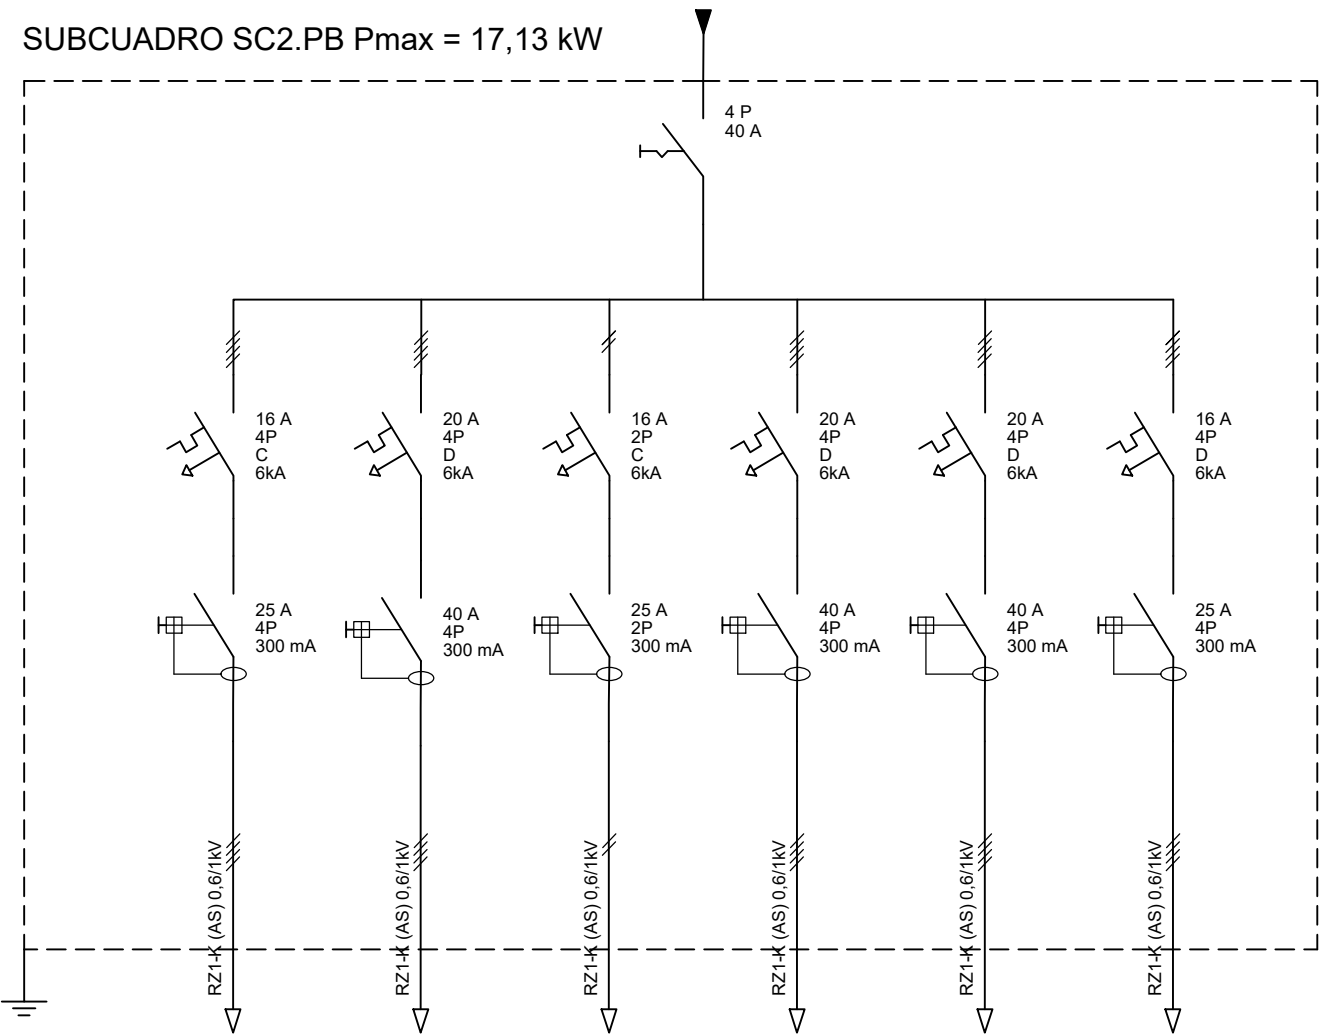 SUBCUADRO SC2.PB Pmax = 17,13 kW
4 P
40 A
16 A
4P
C
6kA
20 A
4P
D
6kA
16 A
2P
C
6kA
20 A
4P
D
6kA
20 A
4P
D
6kA
16 A
4P
D
6kA
25 A
4P
300 mA
40 A
4P
300 mA
25 A
2P
300 mA
40 A
4P
300 mA
40 A
4P
300 mA
25 A
4P
300 mA
RZ1-K (AS) 0,6/1kV
RZ1-K (AS) 0,6/1kV
RZ1-K (AS) 0,6/1kV
RZ1-K (AS) 0,6/1kV
RZ1-K (AS) 0,6/1kV
RZ1-K (AS) 0,6/1kV